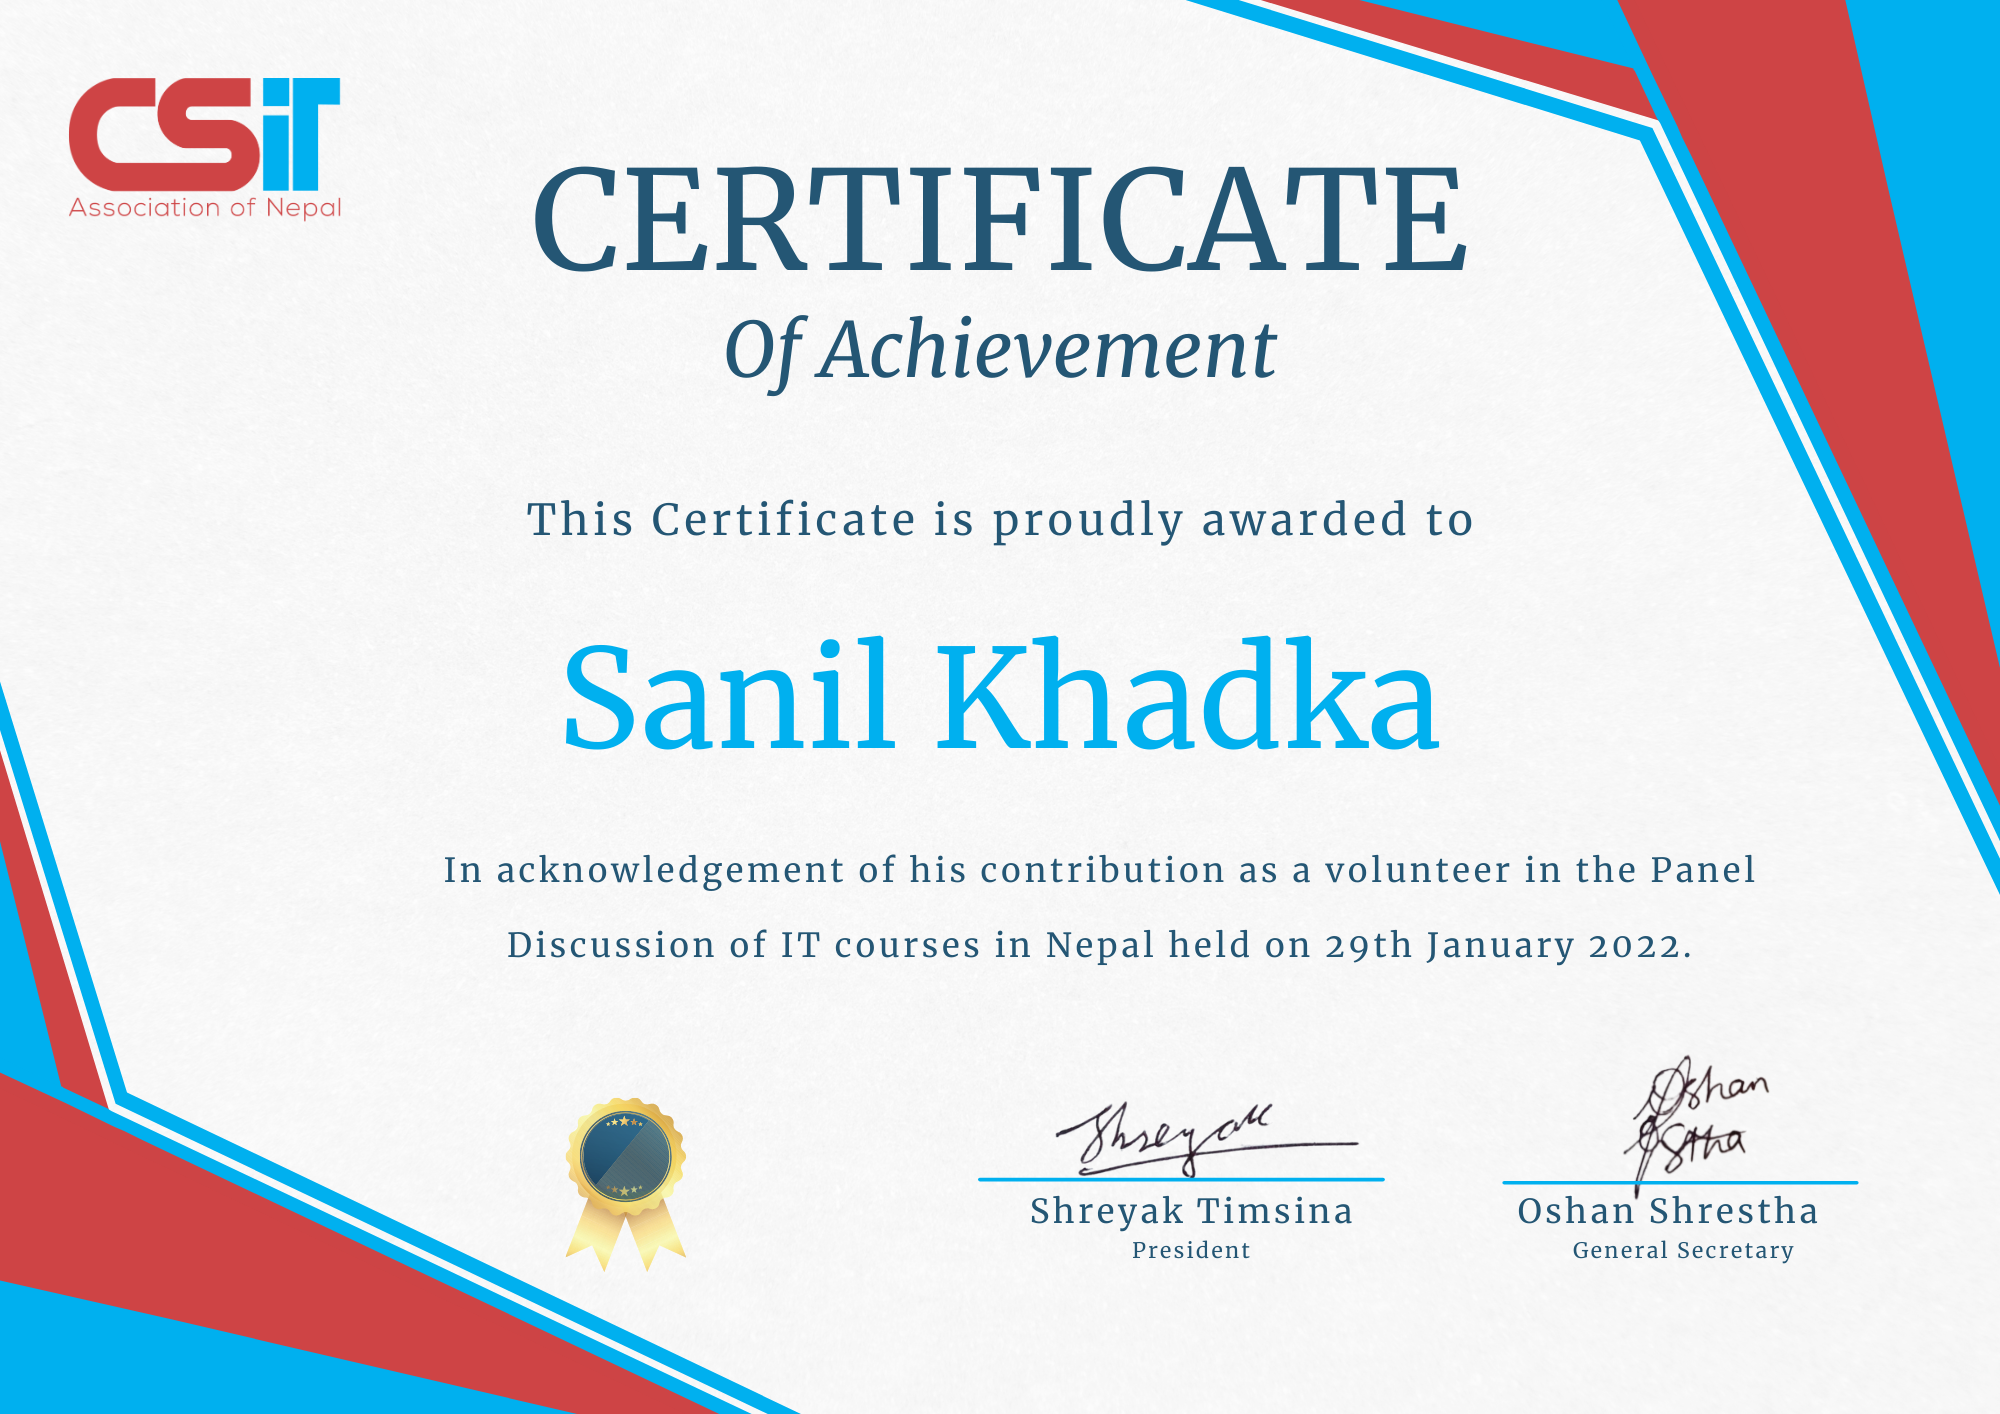 CSiT
Association of Nepal
CERTIFICATE
Of Achievement
This Certificate is proudly awarded to
Sanil Khadka
In acknowledgement of his contribution as a volunteer in the Panel
Discussion of IT courses in Nepal held on 29th January 2022.
Shreyak
Oshan
Sttha
Shreyak Timsina
Oshan Shrestha
President
General Secretary